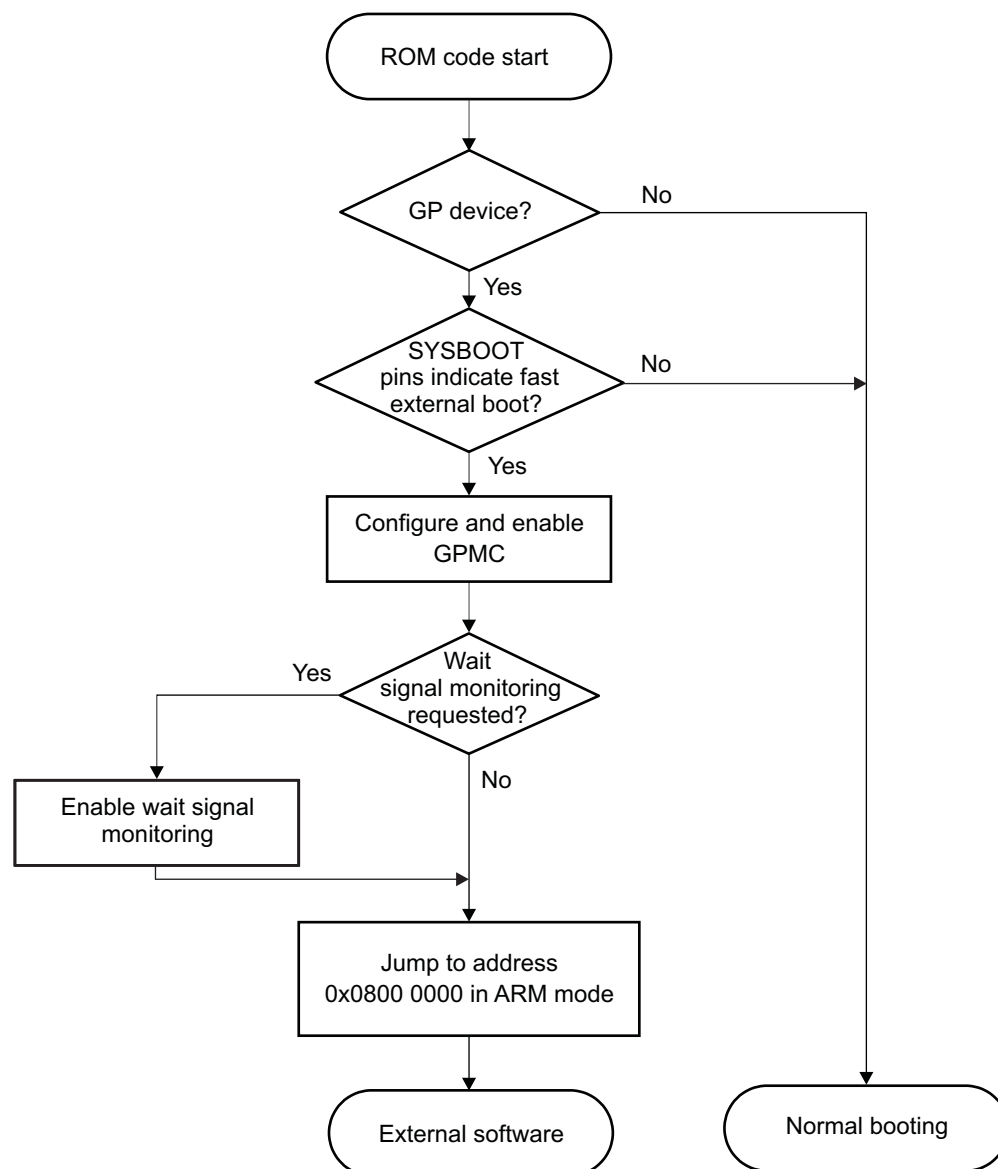 ROM code start
GP device?
No
Yes
SYSBOOT
pins indicate fast
external boot?
No
Yes
Configure and enable
GPMC
Wait
signal monitoring
requested?
Yes
No
Enable wait signal
monitoring
Jump to address
0x0800 0000 in ARM mode
External software
Normal booting